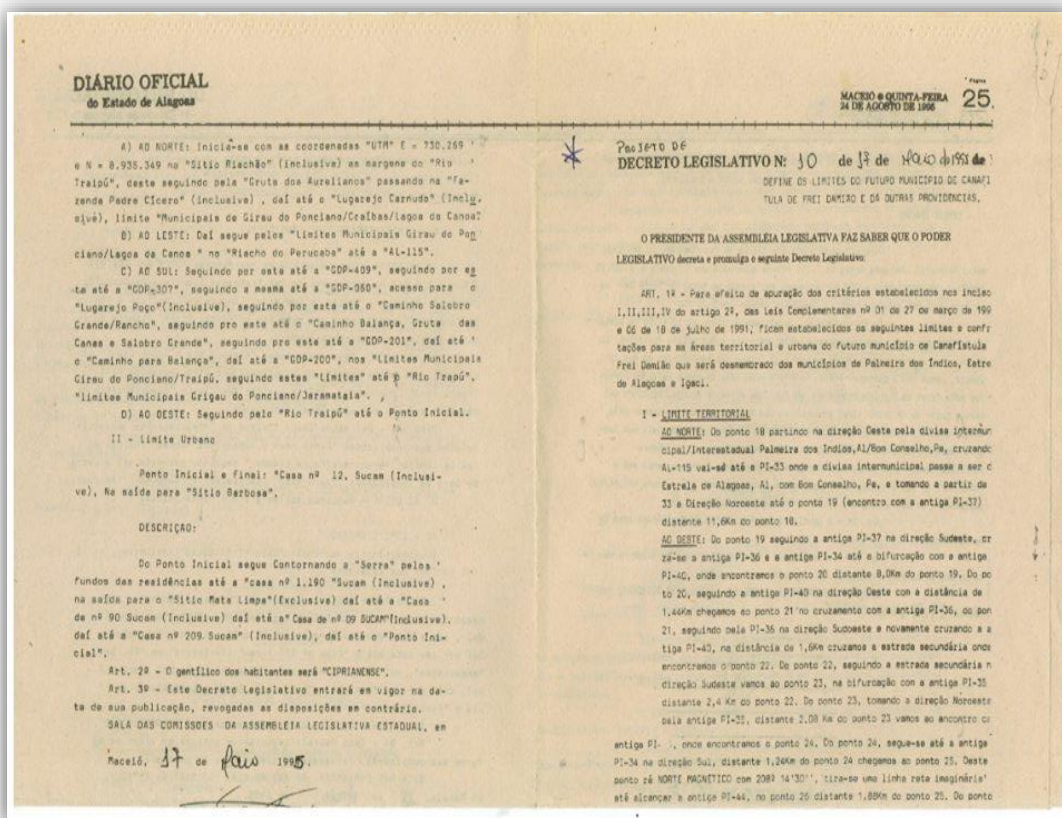 DIÁRIO OFICIAL
do Estado de Alagoas
A) AO NORTE: Inicia-se com as coordenadas "UTM" E = 730.269 '
e N = 8.935.349 no "Sítio Riachão" (inclusive) as margens do "Rio '
Traipú", deste seguindo pela "Gruta dos Aurelianos" passando na "Fa-
zenda Padre Cícero" (inclusive) , daí até o "Lugarejo Carnudo" (Inclu
sive), limite "Municipais de Girau do Ponciano/Craíbas/Lagoa da Canoa"
B) AO LESTE: Daí segue pelos "Limites Municipais Girau do Pon
ciano/Lagoa da Canoa " no "Riacho do Perucaba" até a "AL-115".
C) AO SUL: Seguindo por esta até a "GDP-409", seguindo por es
ta até a "GDP-307", seguindo a mesma até a "GDP-060", acesso para o
"Lugarejo Poço"(Inclusive), seguindo por esta até o "Caminho Salobro
Grande/Rancho", seguindo pro este até o "Caminho Balança, Gruta das
Canas e Salobro Grande", seguindo pro este até a "GDP-201", daí até '
o "Caminho para Balança", daí até a "GDP-200", nos "Limites Municipais
Girau do Ponciano/Traipú, seguindo estes "Limites" até o "Rio Traipú",
"limites Municipais Grigau do Ponciano/Jaramataia".
D) AO OESTE: Seguindo pelo "Rio Traipú" até o Ponto Inicial.
II - Limite Urbano
Ponto Inicial e final: "Casa nº 12, Sucam (Inclusi-
ve), Na saída para "Sítio Barbosa".
DESCRIÇÃO:
Do Ponto Inicial segue Contornando a "Serra" pelos '
fundos das residências até a "casa nº 1.190 "Sucam (Inclusive) ,
na saída para o "Sítio Mata Limpa"(Exclusive) daí até a "Casa '
de nº 90 Sucam (Inclusive) daí até a "Casa de nº 09 SUCAM"(Inclusive).
daí até a "Casa nº 209 Sucam" (Inclusive), daí até o "Ponto Ini-
cial".
Art. 2º - O gentílico dos habitantes será "CIPRIANENSE".
Art. 3º - Este Decreto Legislativo entrará em vigor na da-
ta de sua publicação, revogadas as disposições em contrário.
SALA DAS COMISSÕES DA ASSEMBLÉIA LEGISLATIVA ESTADUAL, em
Maceió, 17 de Maio 1995.
Página
MACEIÓ • QUINTA-FEIRA 25
24 DE AGOSTO DE 1995
PROJETO DE
DECRETO LEGISLATIVO N: 10 de 17 de Maio de 1995 de
DEFINE OS LIMITES DO FUTURO MUNICÍPIO DE CANAFÍ
TULA DE FREI DAMIÃO E DÁ OUTRAS PROVIDÊNCIAS.
O PRESIDENTE DA ASSEMBLÉIA LEGISLATIVA FAZ SABER QUE O PODER
LEGISLATIVO decreta e promulga o seguinte Decreto Legislativo:
ART. 1º - Para efeito de apuração dos critérios estabelecidos nos inciso
I,II,III,IV do artigo 2º, das Leis Complementares nº 01 de 27 de março de 199
e 06 de 18 de julho de 1991, ficam estabelecidos os seguintes limites e confr
tações para as áreas territorial e urbana do futuro município de Canafístula
Frei Damião que será desmembrado dos municípios de Palmeira dos Índios, Estre
de Alagoas e Igaci.
I - LIMITE TERRITORIAL
AO NORTE: Do ponto 18 partindo na direção Oeste pela divisa intermun
cipal/interestadual Palmeira dos Indios,Al/Bom Conselho,Pe, cruzando
AL-115 vai-sé até o PI-33 onde a divisa intermunicipal passa a ser c
Estrela de Alagoas, Al, com Bom Conselho, Pe, e tomando a partir da
33 a Direção Noroeste até o ponto 19 (encontro com a antiga PI-37)
distante 11,6Km do ponto 18.
AO OESTE: Do ponto 19 seguindo a antiga PI-37 na direção Sudeste, cr
za-se a antiga PI-36 e a antiga PI-34 até a bifurcação com a antiga
PI-40, onde encontramos o ponto 20 distante 8,0Km do ponto 19. Do po
to 20, seguindo a antiga PI-40 na direção Oeste com a distância de
1,44Km chegamos ao ponto 21 no cruzamento com a antiga PI-36, do pon
21, seguindo pela PI-36 na direção Sudoeste e novamente cruzando a a
tiga PI-40, na distância de 1,6Km cruzamos a estrada secundária onde
encontramos o ponto 22. Do ponto 22, seguindo a estrada secundária n
direção Sudeste vamos ao ponto 23, na bifurcação com a antiga PI-35
distante 2,4 Km do ponto 22. Do ponto 23, tomando a direção Noroeste
pela antiga PI-35, distante 2,08 Km do ponto 23 vamos ao encontro co
antiga PI- , onde encontramos o ponto 24. Do ponto 24, segue-se até a antiga
PI-34 na direção Sul, distante 1,24Km do ponto 24 chegamos ao ponto 25. Deste
ponto ré NORTE MAGNÉTICO com 208º 14'30'', tira-se uma linha reta imaginária'
até alcançar a antiga PI-44, no ponto 26 distante 1,88Km do ponto 25. Do ponto